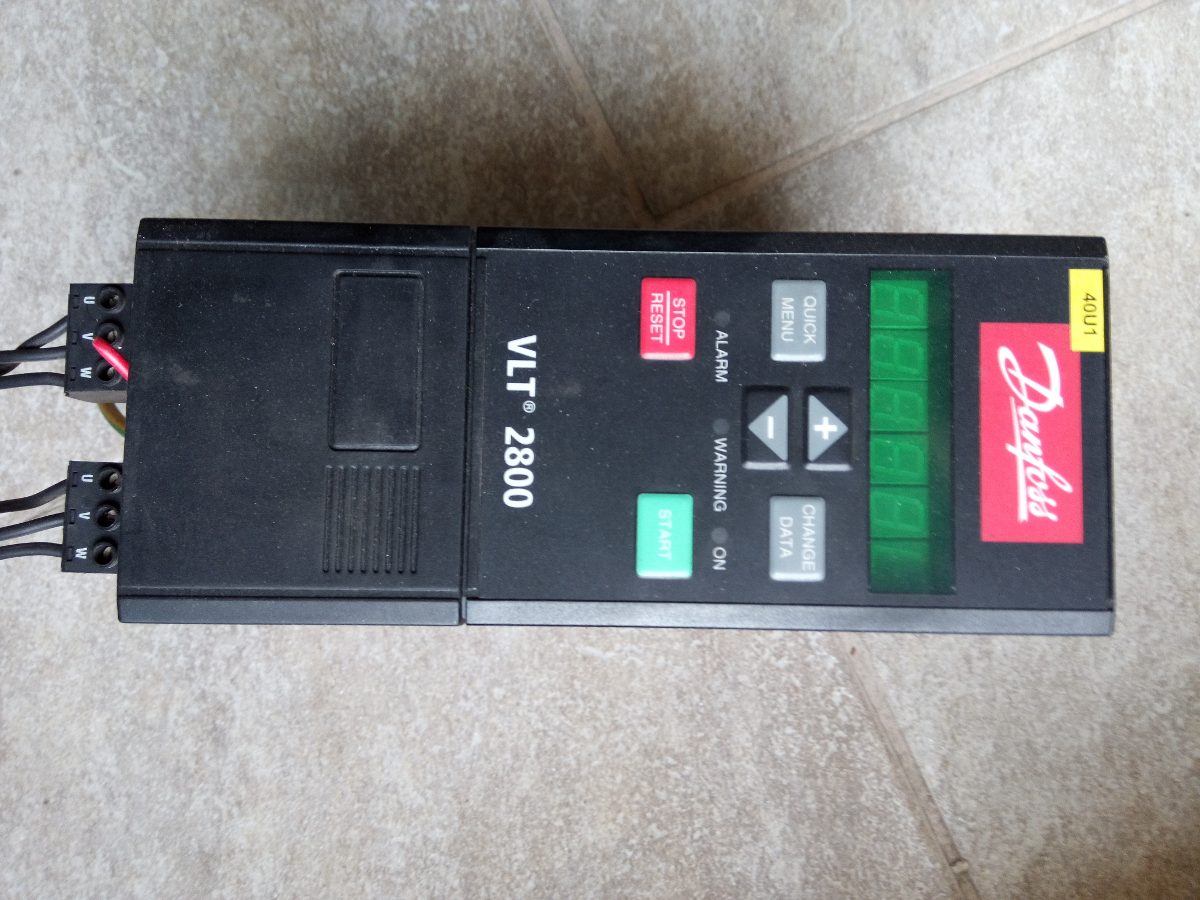 40U1
Danfoss
QUICK
MENU
+
-
CHANGE
DATA
ALARM
WARNING
ON
STOP
RESET
START
VLT® 2800
U
V
W
U
V
W